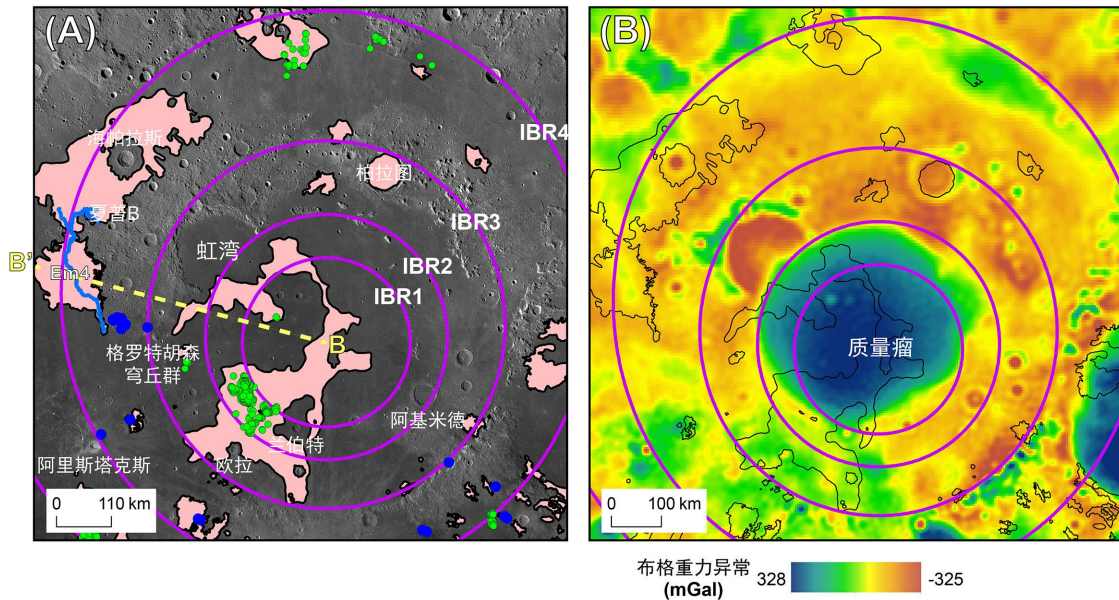 (A)
海帕拉斯
IBR4
柏拉图
夏普B
IBR3
虹湾
B'
Em4
IBR2
IBR1
B
格罗特胡森
穹丘群
阿基米德
兰伯特
阿里斯塔克斯
欧拉
0 110 km
(B)
质量瘤
0 100 km
布格重力异常
(mGal)
328
-325